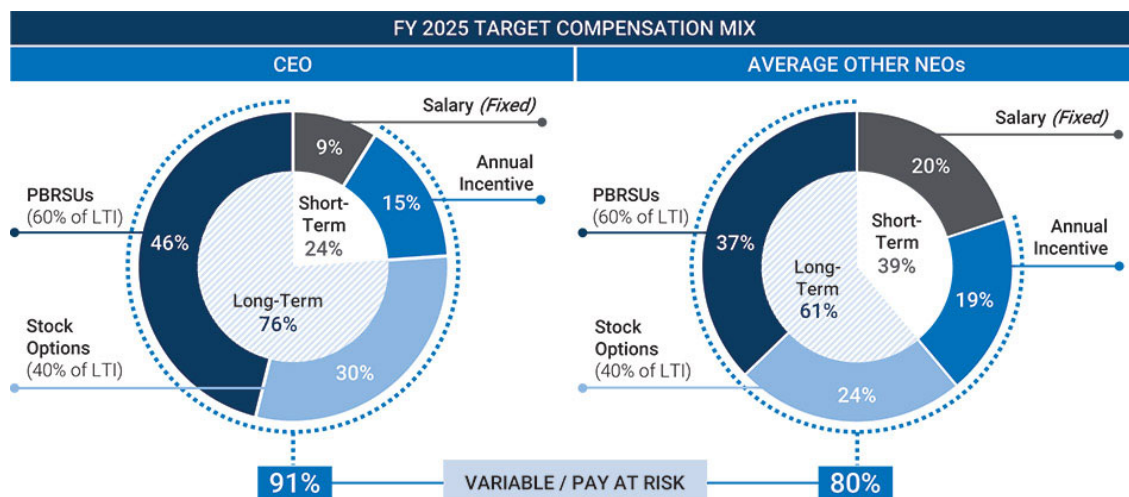 FY 2025 TARGET COMPENSATION MIX
CEO
Salary (Fixed)
9%
Annual
Incentive
15%
PBRSUs
(60% of LTI)
46%
Short-
Term
24%
Long-Term
76%
Stock
Options
(40% of LTI)
30%
91%
AVERAGE OTHER NEOs
Salary (Fixed)
20%
PBRSUs
(60% of LTI)
37%
Short-
Term
39%
Annual
Incentive
19%
Long-
Term
61%
Stock
Options
(40% of LTI)
24%
VARIABLE / PAY AT RISK
80%